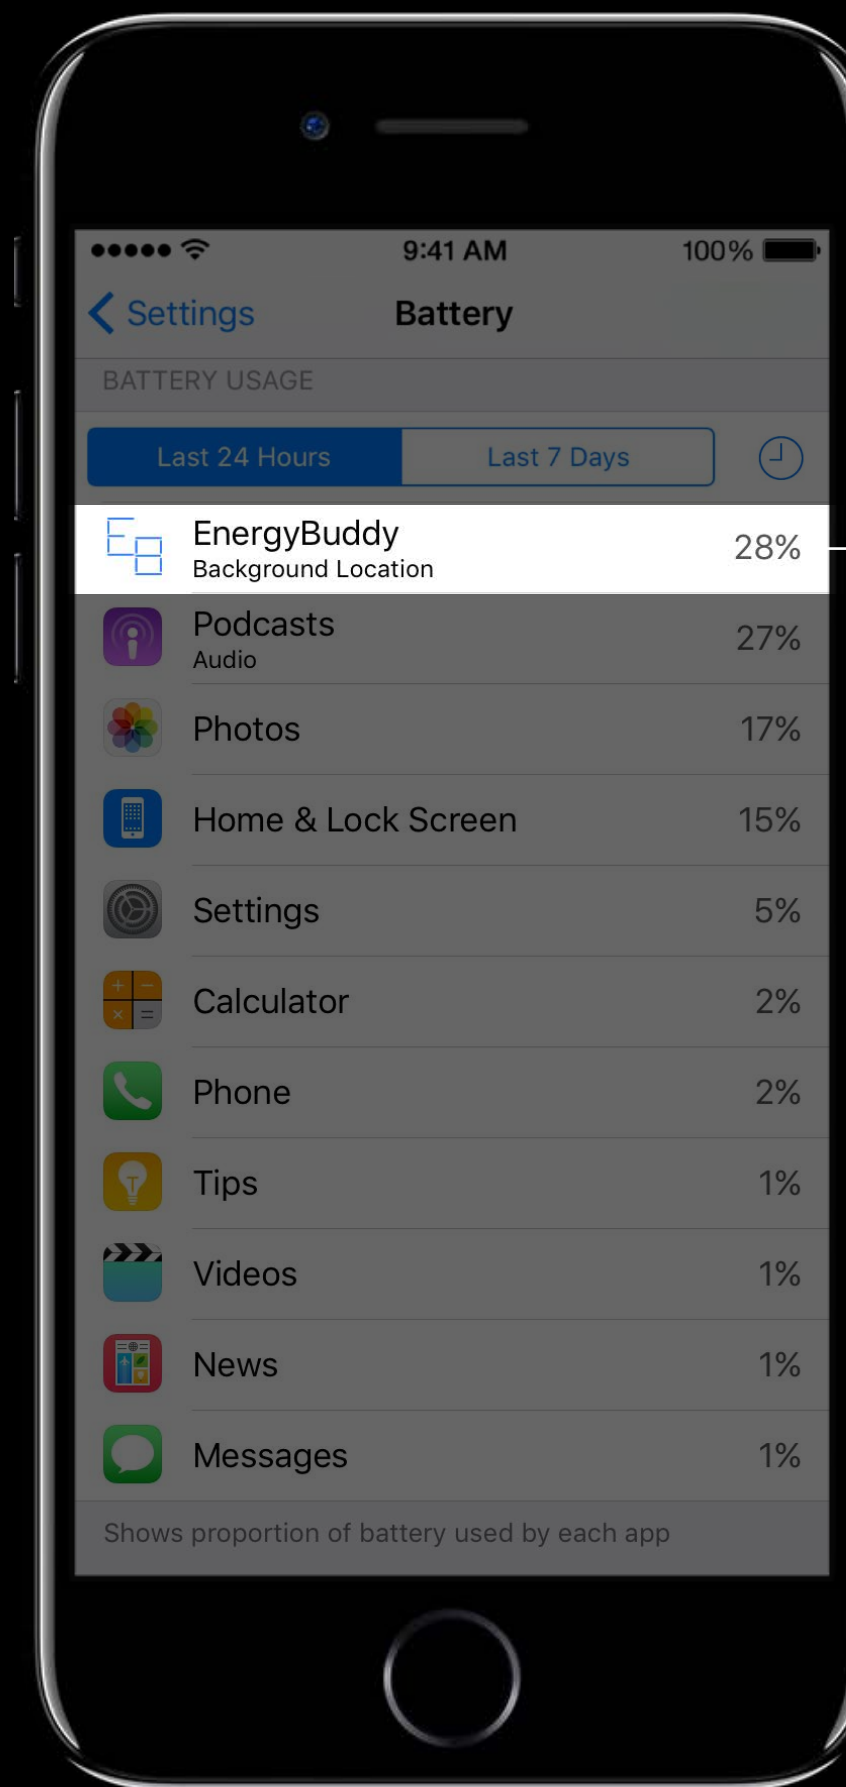 9:41 AM 100%
Settings Battery
BATTERY USAGE
Last 24 Hours Last 7 Days
EnergyBuddy 28%
Background Location
Podcasts 27%
Audio
Photos 17%
Home & Lock Screen 15%
Settings 5%
Calculator 2%
Phone 2%
Tips 1%
Videos 1%
News 1%
Messages 1%
Shows proportion of battery used by each app